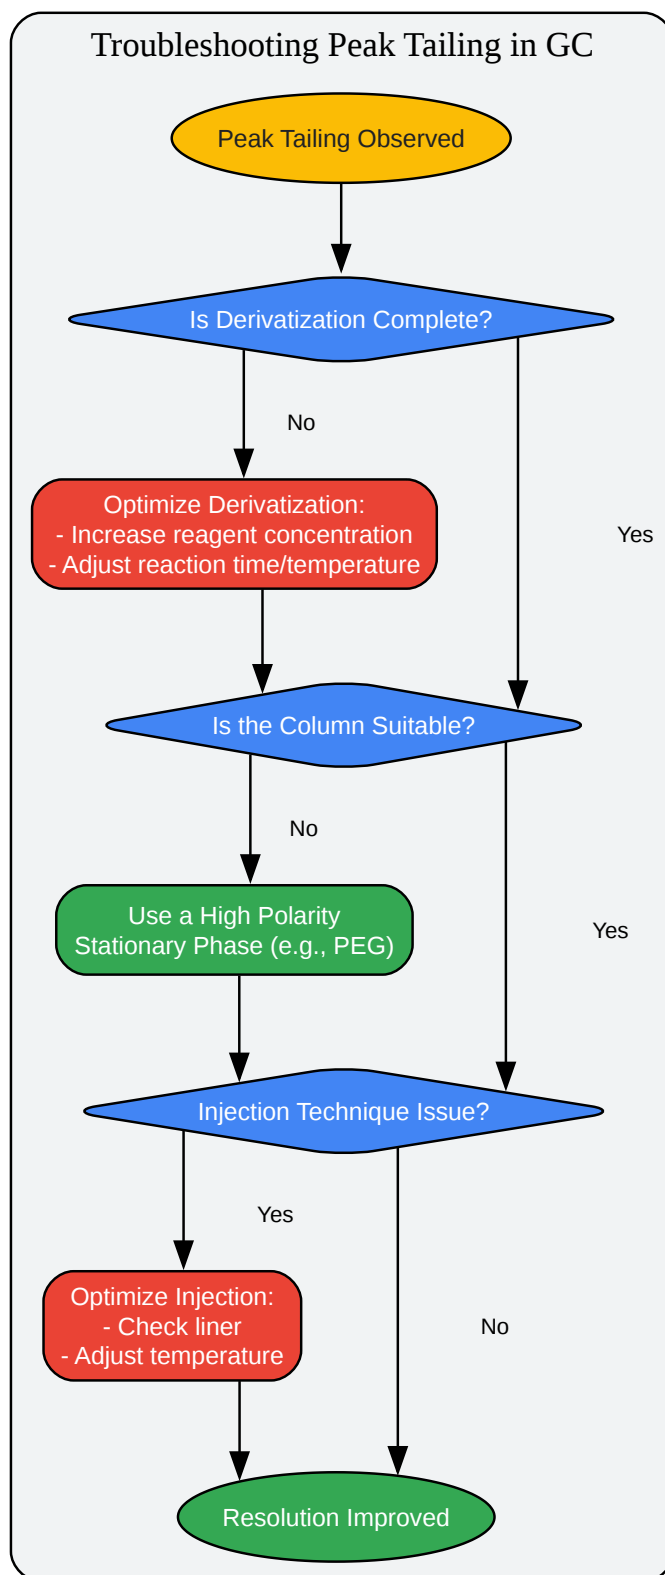 Troubleshooting Peak Tailing in GC
Peak Tailing Observed
Is Derivatization Complete?
No
Optimize Derivatization:
- Increase reagent concentration
- Adjust reaction time/temperature
Yes
Is the Column Suitable?
No
Use a High Polarity
Stationary Phase (e.g., PEG)
Yes
Injection Technique Issue?
Yes
Optimize Injection:
- Check liner
- Adjust temperature
No
Resolution Improved